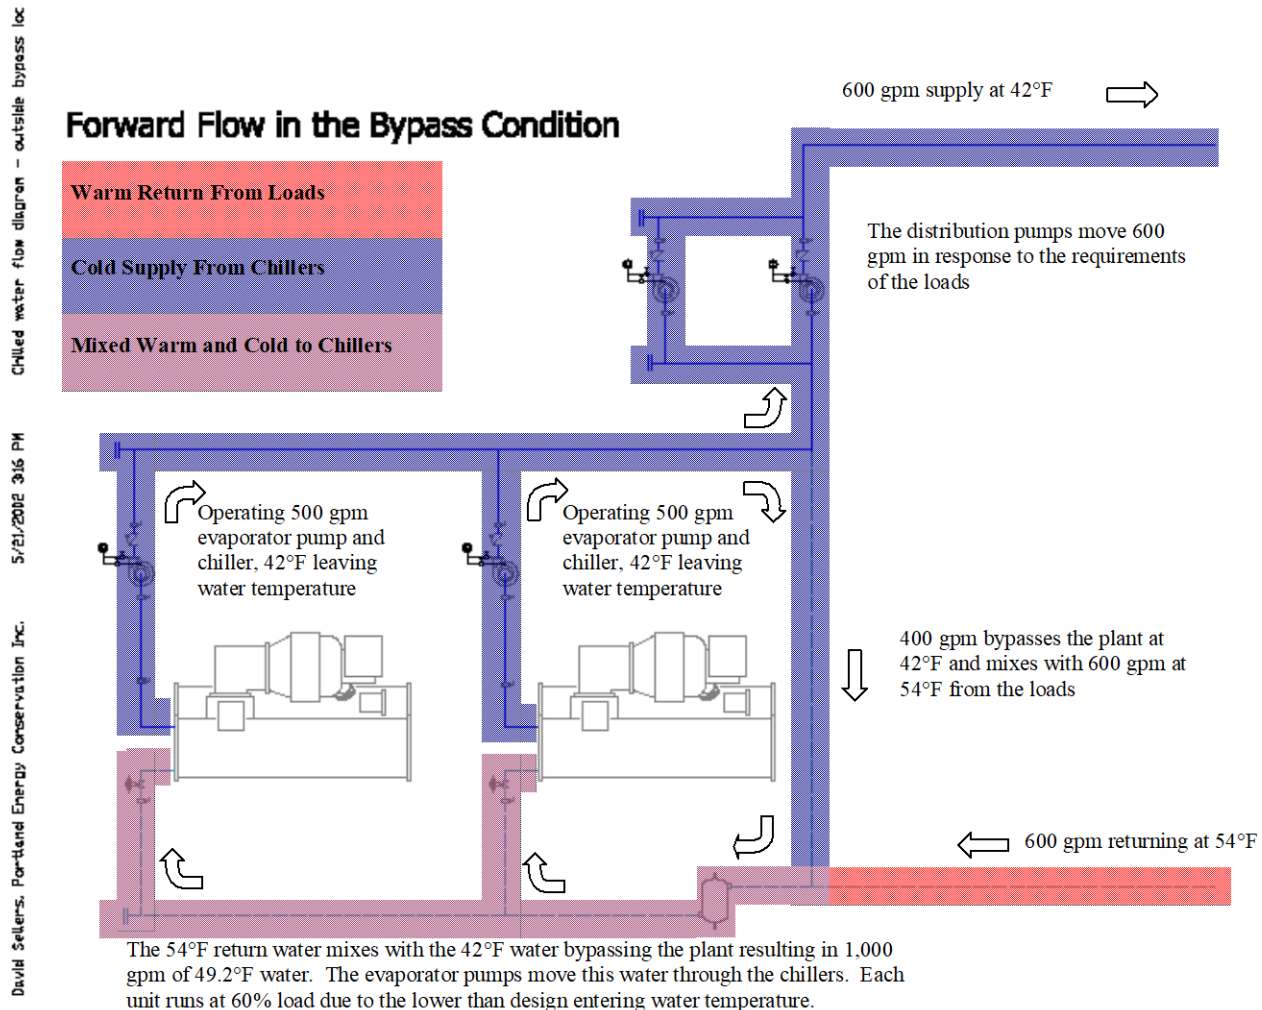 Chilled water flow diagram - outside bypass loc
5/21/2002 3:16 PM
David Sellers, Portland Energy Conservation Inc.
Forward Flow in the Bypass Condition
Warm Return From Loads
Cold Supply From Chillers
Mixed Warm and Cold to Chillers
600 gpm supply at 42°F
The distribution pumps move 600
gpm in response to the requirements
of the loads
Operating 500 gpm
evaporator pump and
chiller, 42°F leaving
water temperature
Operating 500 gpm
evaporator pump and
chiller, 42°F leaving
water temperature
400 gpm bypasses the plant at
42°F and mixes with 600 gpm at
54°F from the loads
600 gpm returning at 54°F
The 54°F return water mixes with the 42°F water bypassing the plant resulting in 1,000
gpm of 49.2°F water.  The evaporator pumps move this water through the chillers.  Each
unit runs at 60% load due to the lower than design entering water temperature.